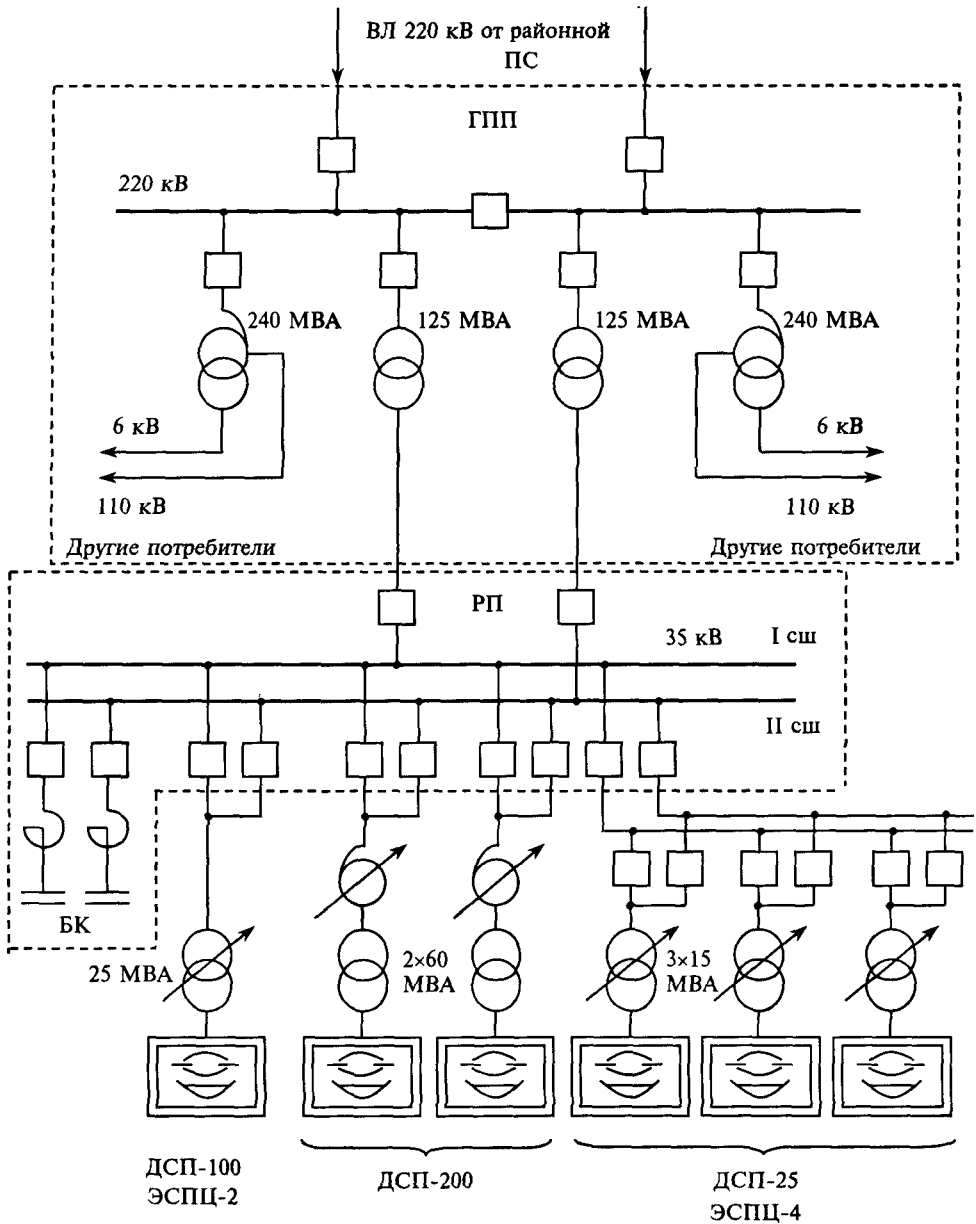 ВЛ 220 кВ от районной
ПС
ГПП
220 кВ
240 МВА
125 МВА
125 МВА
240 МВА
6 кВ
6 кВ
110 кВ
110 кВ
Другие потребители
Другие потребители
РП
35 кВ
I сш
II сш
БК
25 МВА
2×60
МВА
3×15
МВА
ДСП-100
ЭСПЦ-2
ДСП-200
ДСП-25
ЭСПЦ-4